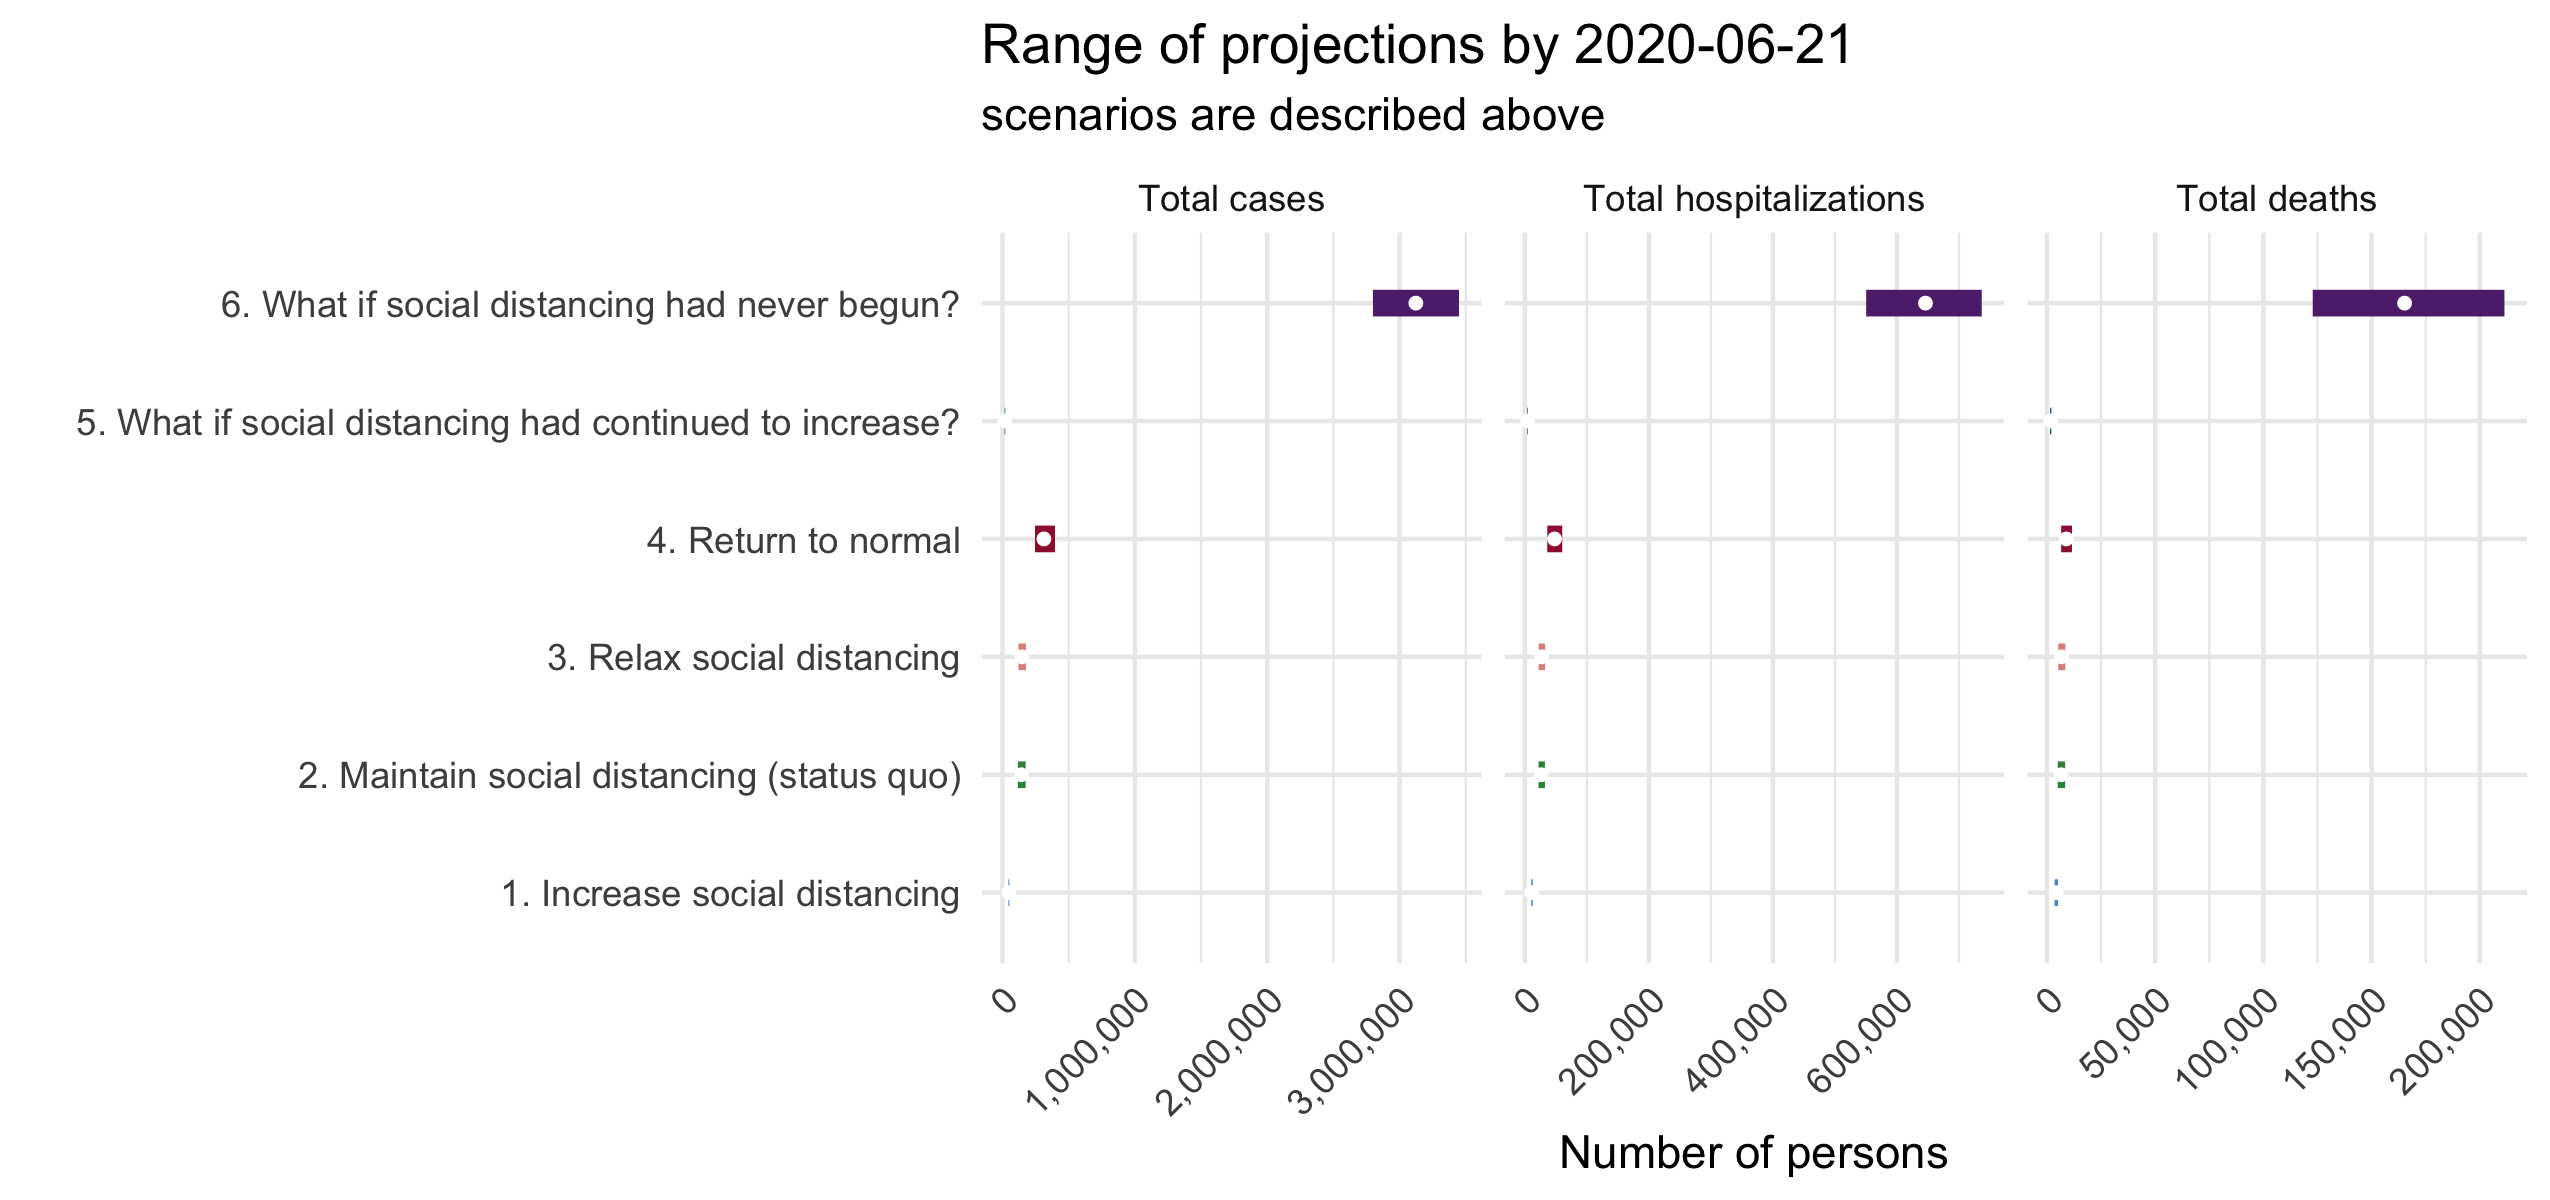 Range of projections by 2020-06-21
scenarios are described above
Total cases
Total hospitalizations
Total deaths
6. What if social distancing had never begun?
5. What if social distancing had continued to increase?
4. Return to normal
3. Relax social distancing
2. Maintain social distancing (status quo)
1. Increase social distancing
0
1,000,000
2,000,000
3,000,000
0
200,000
400,000
600,000
0
50,000
100,000
150,000
200,000
Number of persons